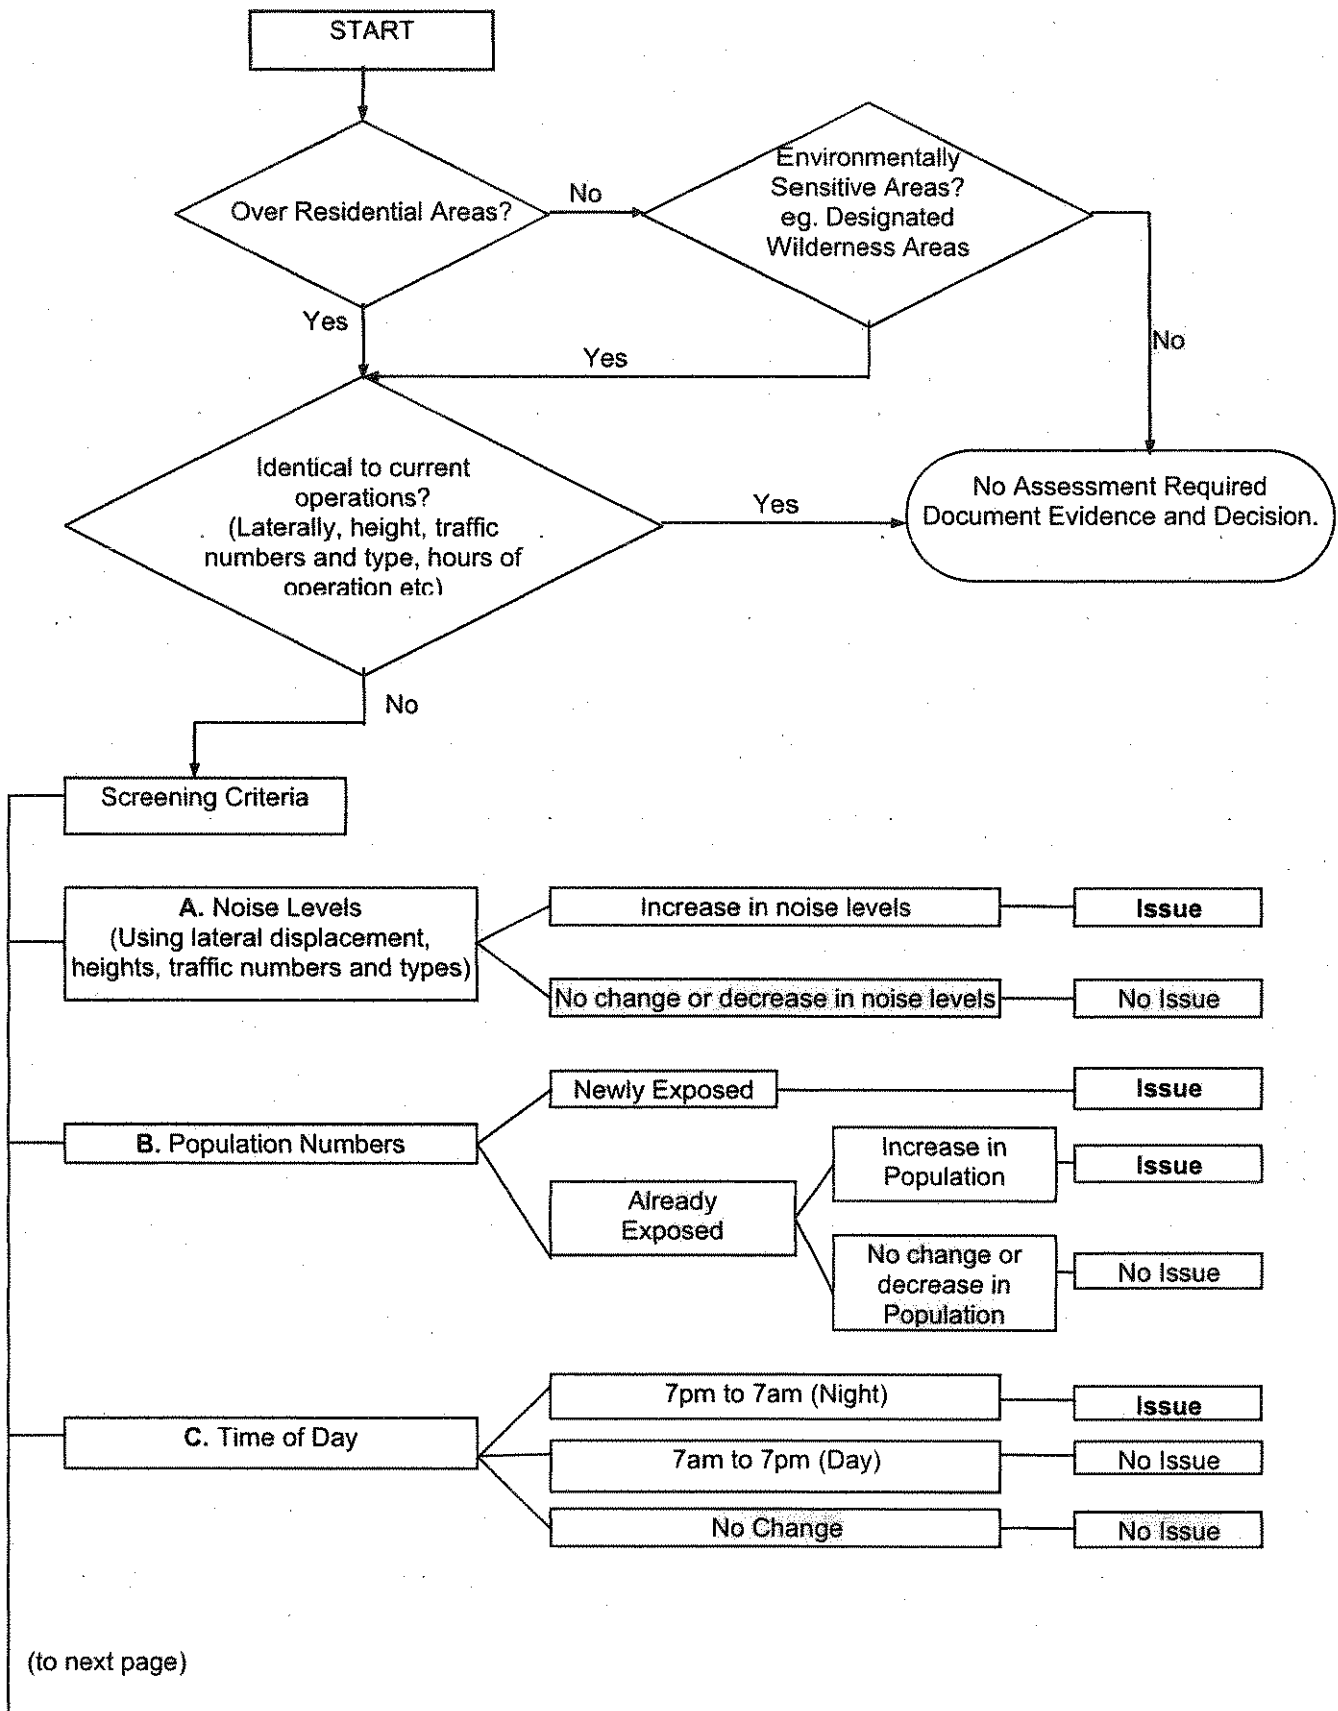 START
Over Residential Areas?
No
Environmentally
Sensitive Areas?
eg. Designated
Wilderness Areas
Yes
Yes
No
Identical to current
operations?
(Laterally, height, traffic
numbers and type, hours of
operation etc)
Yes
No Assessment Required
Document Evidence and Decision.
No
Screening Criteria
A. Noise Levels
(Using lateral displacement,
heights, traffic numbers and types)
Increase in noise levels
Issue
No change or decrease in noise levels
No Issue
B. Population Numbers
Newly Exposed
Issue
Already
Exposed
Increase in
Population
Issue
No change or
decrease in
Population
No Issue
C. Time of Day
7pm to 7am (Night)
Issue
7am to 7pm (Day)
No Issue
No Change
No Issue
(to next page)